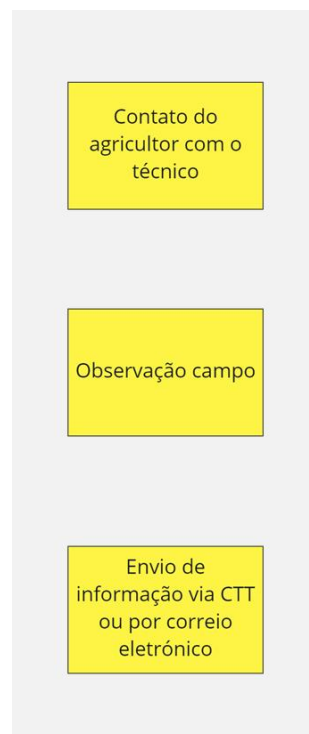 Contato do
agricultor com o
técnico
Observação campo
Envio de
informação via CTT
ou por correio
eletrónico